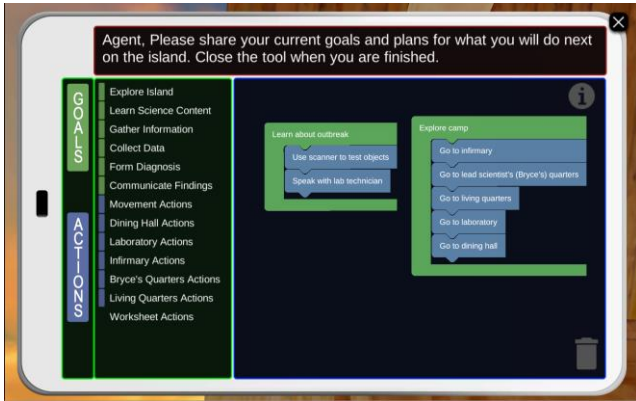 Agent, Please share your current goals and plans for what you will do next
on the island. Close the tool when you are finished.
GOALS
Explore Island
Learn Science Content
Gather Information
Collect Data
Form Diagnosis
Communicate Findings
ACTIONS
Movement Actions
Dining Hall Actions
Laboratory Actions
Infirmary Actions
Bryce's Quarters Actions
Living Quarters Actions
Worksheet Actions
Learn about outbreak
Use scanner to test objects
Speak with lab technician
Explore camp
Go to infirmary
Go to lead scientist's (Bryce's) quarters
Go to living quarters
Go to laboratory
Go to dining hall